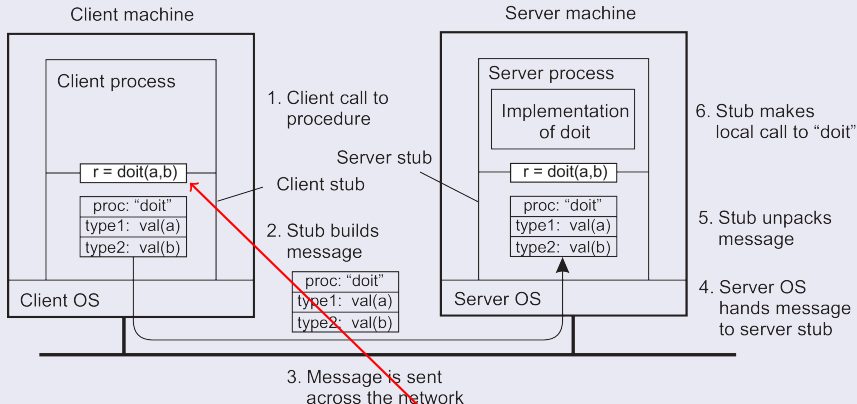 Client machine
Server machine
Client process
1. Client call to
procedure
Server process
Implementation
of doit
6. Stub makes
local call to “doit”
Server stub
r = doit(a,b)
Client stub
r = doit(a,b)
proc: “doit”
type1: val(a)
type2: val(b)
2. Stub builds
message
proc: “doit”
type1: val(a)
type2: val(b)
proc: “doit”
type1: val(a)
type2: val(b)
5. Stub unpacks
message
Client OS
Server OS
4. Server OS
hands message
to server stub
3. Message is sent
across the network